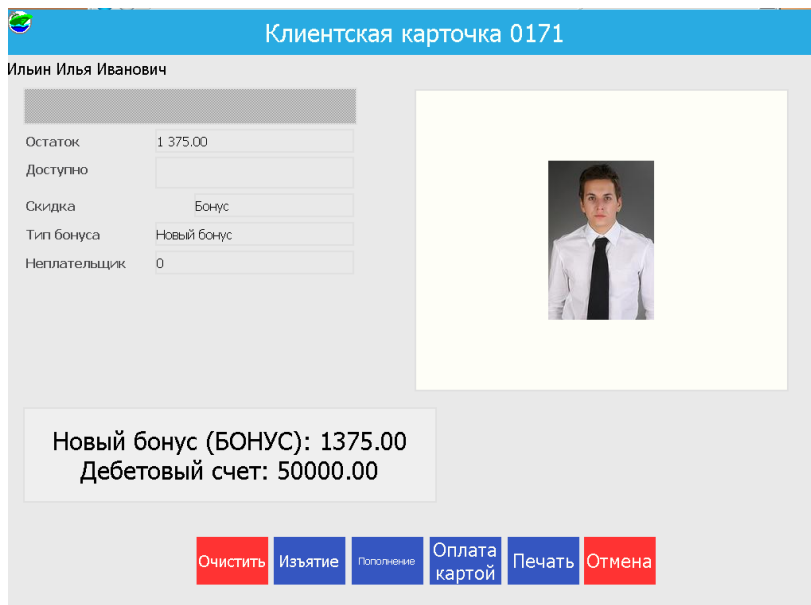 Клиентская карточка 0171
Ильин Илья Иванович
Остаток 1 375.00
Доступно
Скидка Бонус
Тип бонуса Новый бонус
Неплательщик 0
Новый бонус (БОНУС): 1375.00
Дебетовый счет: 50000.00
Очистить Изъятие Пополнение Оплата картой Печать Отмена